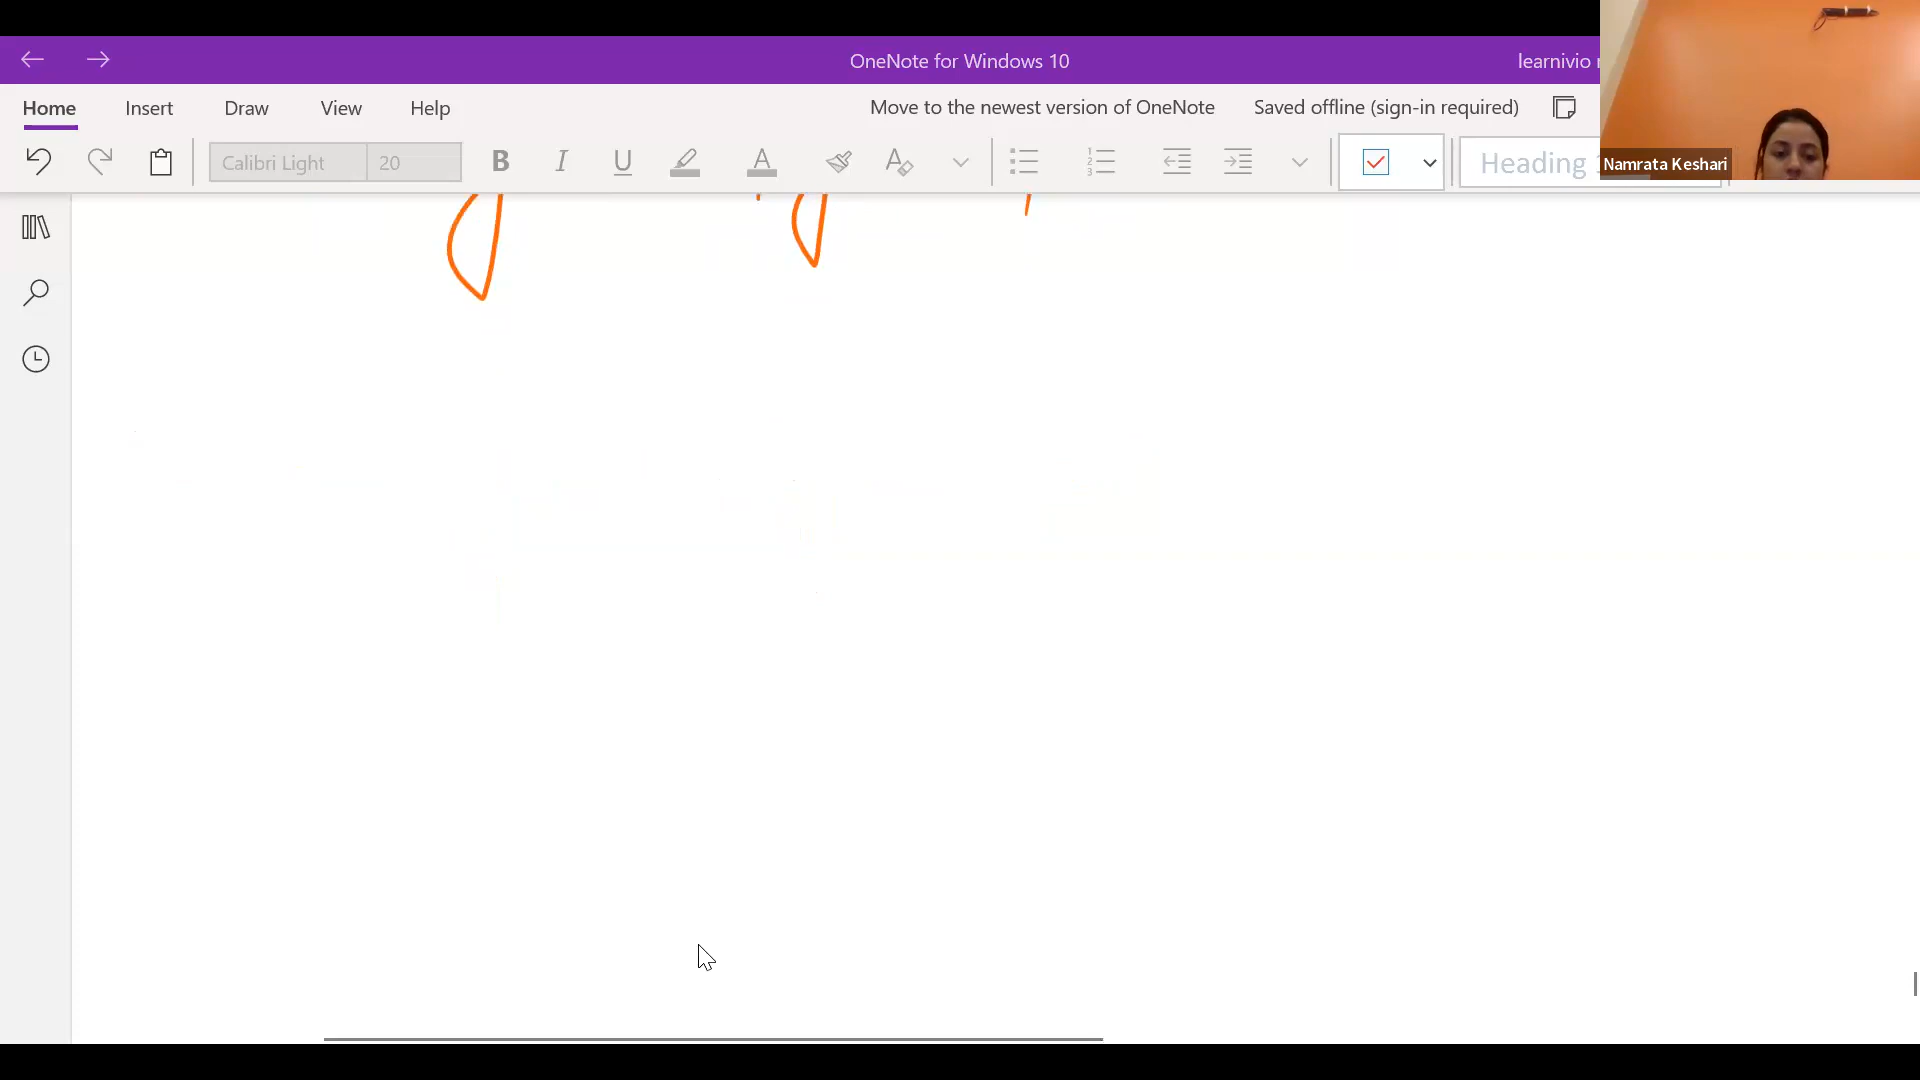 OneNote for Windows 10
learnivio
Home Insert Draw View Help
Move to the newest version of OneNote
Saved offline (sign-in required)
Calibri Light 20
B I U A A
Heading
Namrata Keshari